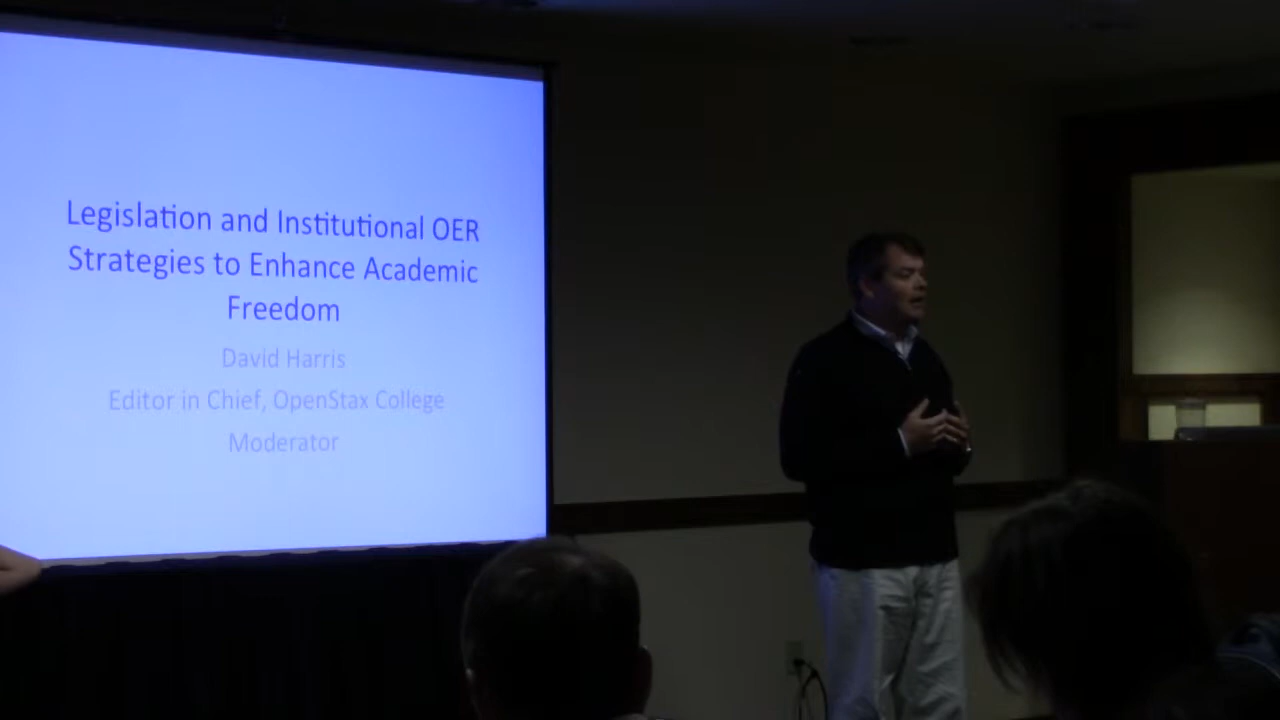 Legislation and Institutional OER
Strategies to Enhance Academic
Freedom
David Harris
Editor in Chief, OpenStax College
Moderator